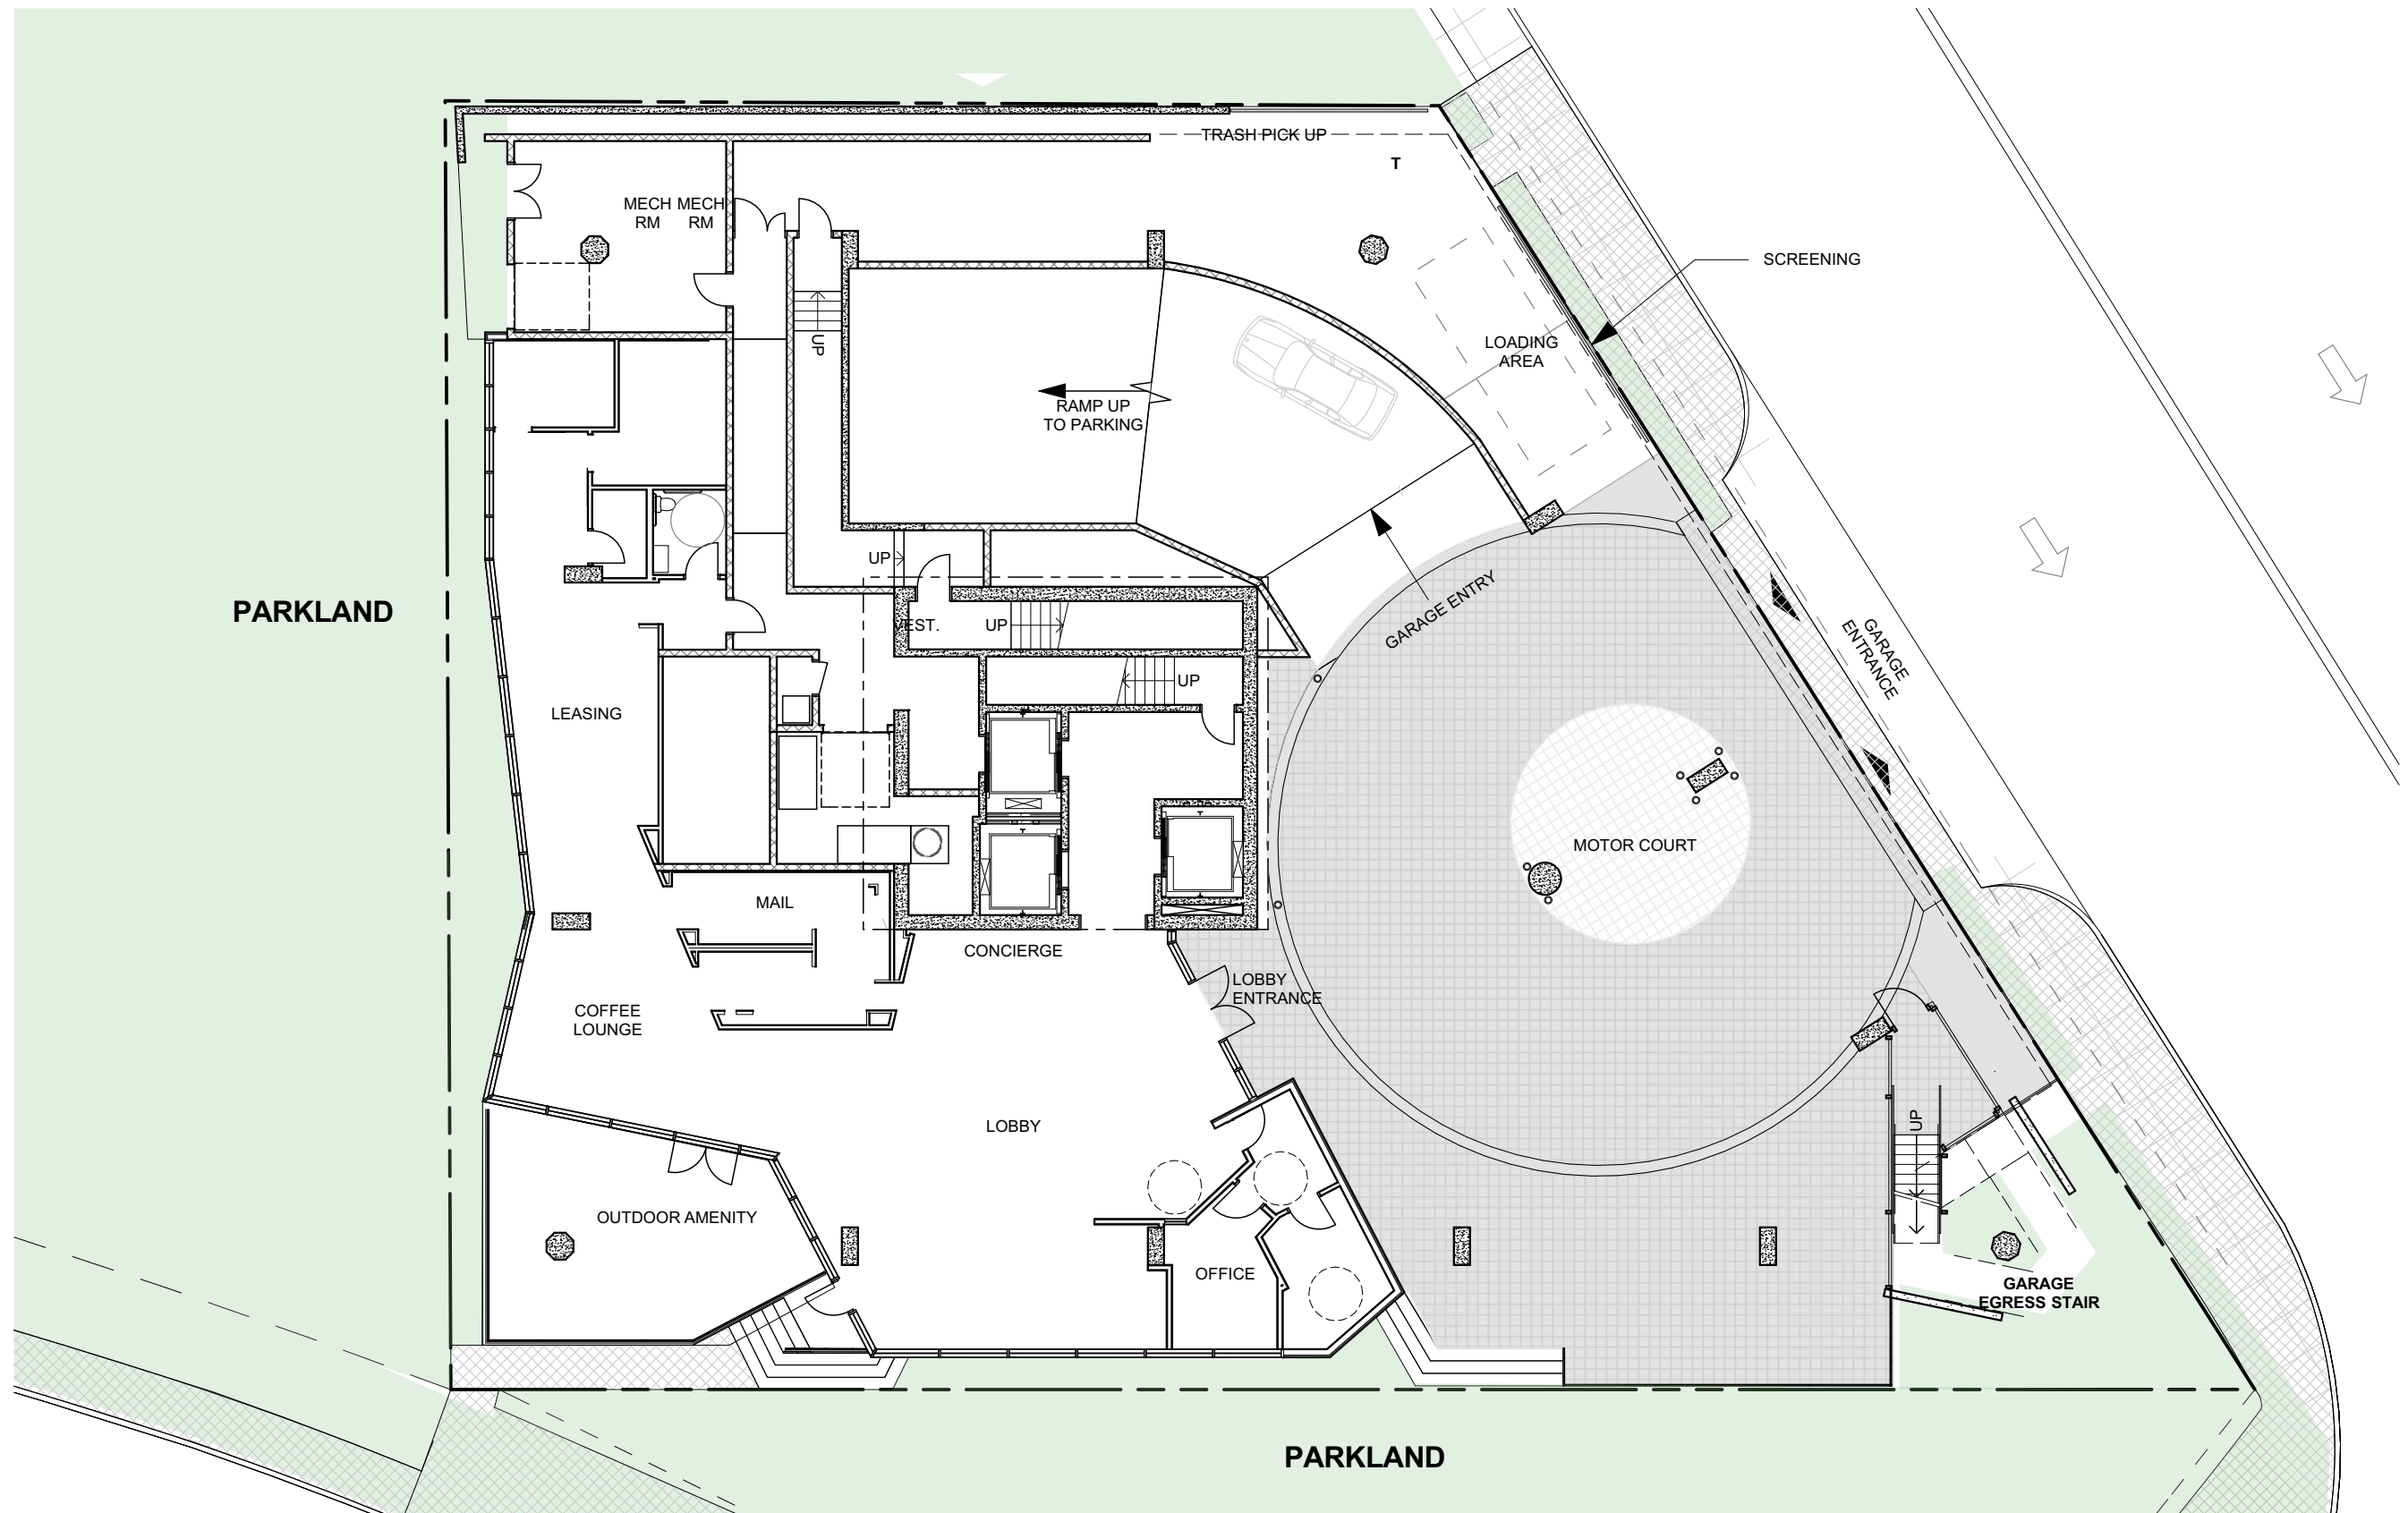 TRASH PICK UP
T
MECH MECH
RM RM
SCREENING
UP
LOADING
AREA
RAMP UP
TO PARKING
UP
GARAGE ENTRY
PARKLAND
VEST.
UP
GARAGE
ENTRANCE
UP
LEASING
MOTOR COURT
MAIL
CONCIERGE
LOBBY
ENTRANCE
COFFEE
LOUNGE
UP
LOBBY
OUTDOOR AMENITY
OFFICE
GARAGE
EGRESS STAIR
PARKLAND